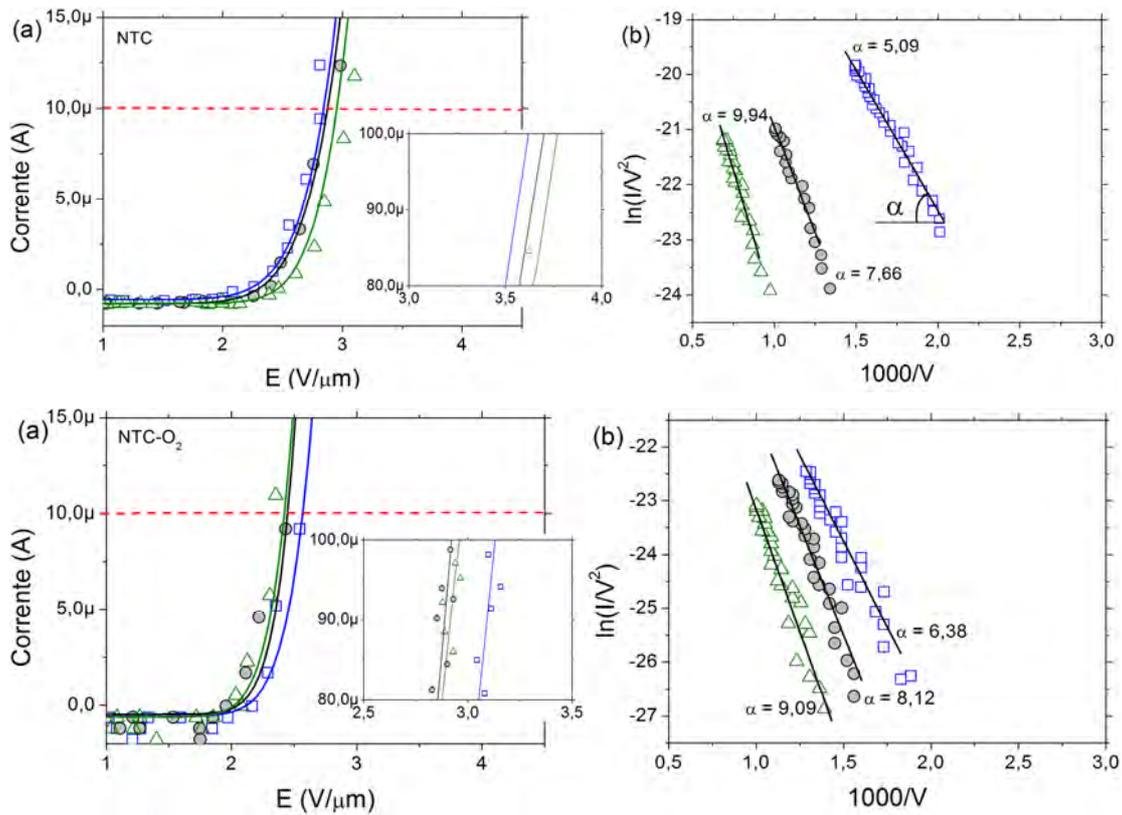 (a)
NTC
15,0μ
10,0μ
5,0μ
0,0
Corrente (A)
1 2 3 4
E (V/μm)
100,0μ
90,0μ
80,0μ
3,0 3,5 4,0
(b)
-19
-20
-21
-22
-23
-24
ln(I/V²)
α = 5,09
α = 9,94
α
α = 7,66
0,5 1,0 1,5 2,0 2,5 3,0
1000/V
(a)
NTC-O₂
15,0μ
10,0μ
5,0μ
0,0
Corrente (A)
1 2 3 4
E (V/μm)
100,0μ
90,0μ
80,0μ
2,5 3,0 3,5
(b)
-22
-23
-24
-25
-26
-27
ln(I/V²)
α = 6,38
α = 8,12
α = 9,09
0,5 1,0 1,5 2,0 2,5 3,0
1000/V